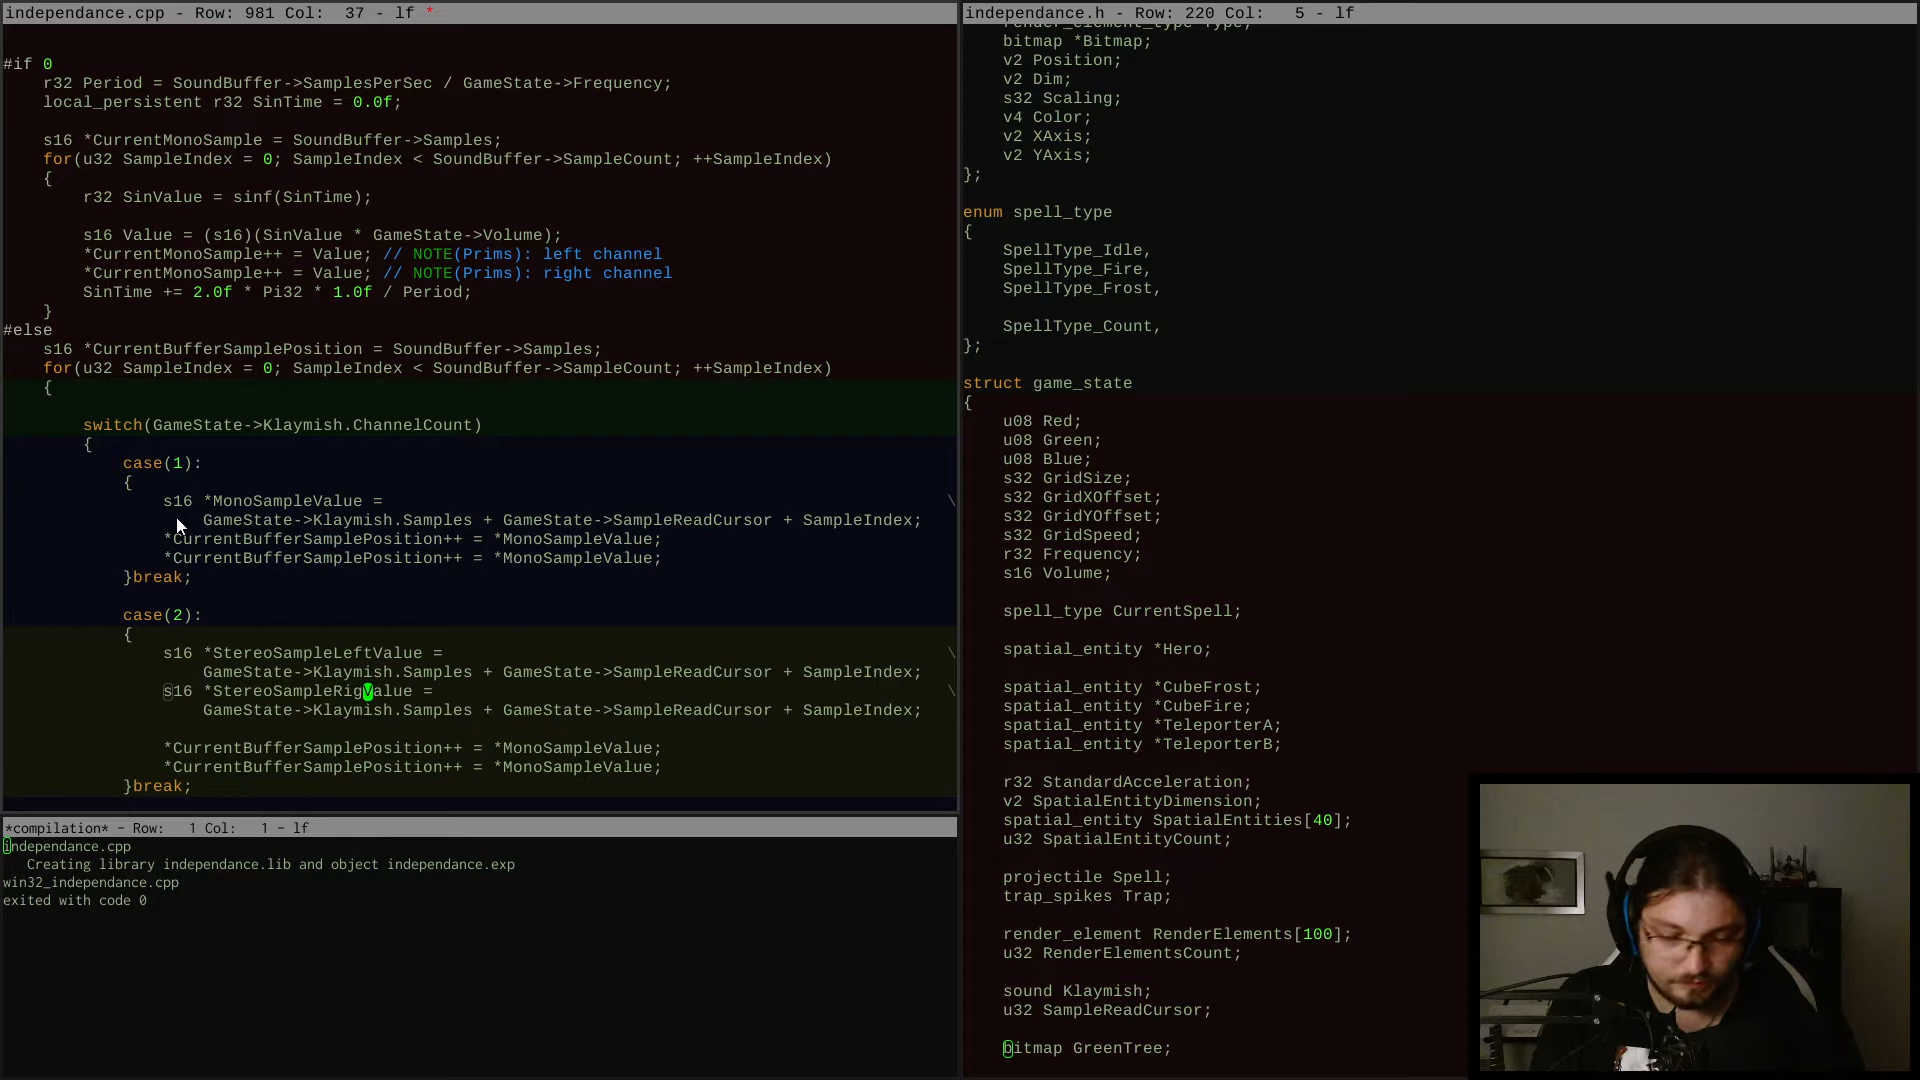 independance.cpp - Row: 981 Col:  37 - lf *
#if 0
r32 Period = SoundBuffer->SamplesPerSec / GameState->Frequency;
local_persistent r32 SinTime = 0.0f;
s16 *CurrentMonoSample = SoundBuffer->Samples;
for(u32 SampleIndex = 0; SampleIndex < SoundBuffer->SampleCount; ++SampleIndex)
{
r32 SinValue = sinf(SinTime);
s16 Value = (s16)(SinValue * GameState->Volume);
*CurrentMonoSample++ = Value; // NOTE(Prims): left channel
*CurrentMonoSample++ = Value; // NOTE(Prims): right channel
SinTime += 2.0f * Pi32 * 1.0f / Period;
}
#else
s16 *CurrentBufferSamplePosition = SoundBuffer->Samples;
for(u32 SampleIndex = 0; SampleIndex < SoundBuffer->SampleCount; ++SampleIndex)
{
switch(GameState->Klaymish.ChannelCount)
{
case(1):
{
s16 *MonoSampleValue = \
GameState->Klaymish.Samples + GameState->SampleReadCursor + SampleIndex;
*CurrentBufferSamplePosition++ = *MonoSampleValue;
*CurrentBufferSamplePosition++ = *MonoSampleValue;
}break;
case(2):
{
s16 *StereoSampleLeftValue = \
GameState->Klaymish.Samples + GameState->SampleReadCursor + SampleIndex;
s16 *StereoSampleRigValue = \
GameState->Klaymish.Samples + GameState->SampleReadCursor + SampleIndex;
*CurrentBufferSamplePosition++ = *MonoSampleValue;
*CurrentBufferSamplePosition++ = *MonoSampleValue;
}break;
*compilation* - Row:   1 Col:   1 - lf
independance.cpp
Creating library independance.lib and object independance.exp
win32_independance.cpp
exited with code 0
independance.h - Row: 220 Col:   5 - lf
render_element_type Type;
bitmap *Bitmap;
v2 Position;
v2 Dim;
s32 Scaling;
v4 Color;
v2 XAxis;
v2 YAxis;
};
enum spell_type
{
SpellType_Idle,
SpellType_Fire,
SpellType_Frost,
SpellType_Count,
};
struct game_state
{
u08 Red;
u08 Green;
u08 Blue;
s32 GridSize;
s32 GridXOffset;
s32 GridYOffset;
s32 GridSpeed;
r32 Frequency;
s16 Volume;
spell_type CurrentSpell;
spatial_entity *Hero;
spatial_entity *CubeFrost;
spatial_entity *CubeFire;
spatial_entity *TeleporterA;
spatial_entity *TeleporterB;
r32 StandardAcceleration;
v2 SpatialEntityDimension;
spatial_entity SpatialEntities[40];
u32 SpatialEntityCount;
projectile Spell;
trap_spikes Trap;
render_element RenderElements[100];
u32 RenderElementsCount;
sound Klaymish;
u32 SampleReadCursor;
bitmap GreenTree;